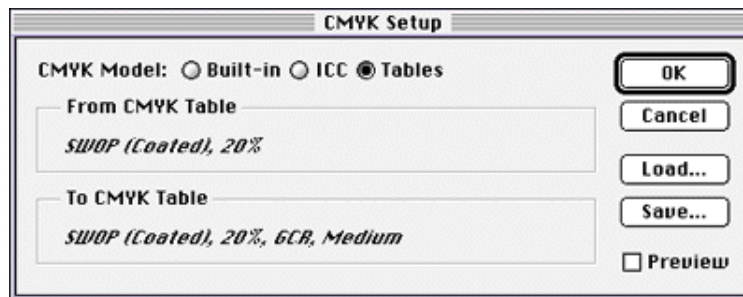 CMYK Setup
CMYK Model: Built-in ICC Tables
OK
From CMYK Table
Cancel
SWOP (Coated), 20%
Load...
To CMYK Table
Save...
SWOP (Coated), 20%, GCR, Medium
Preview